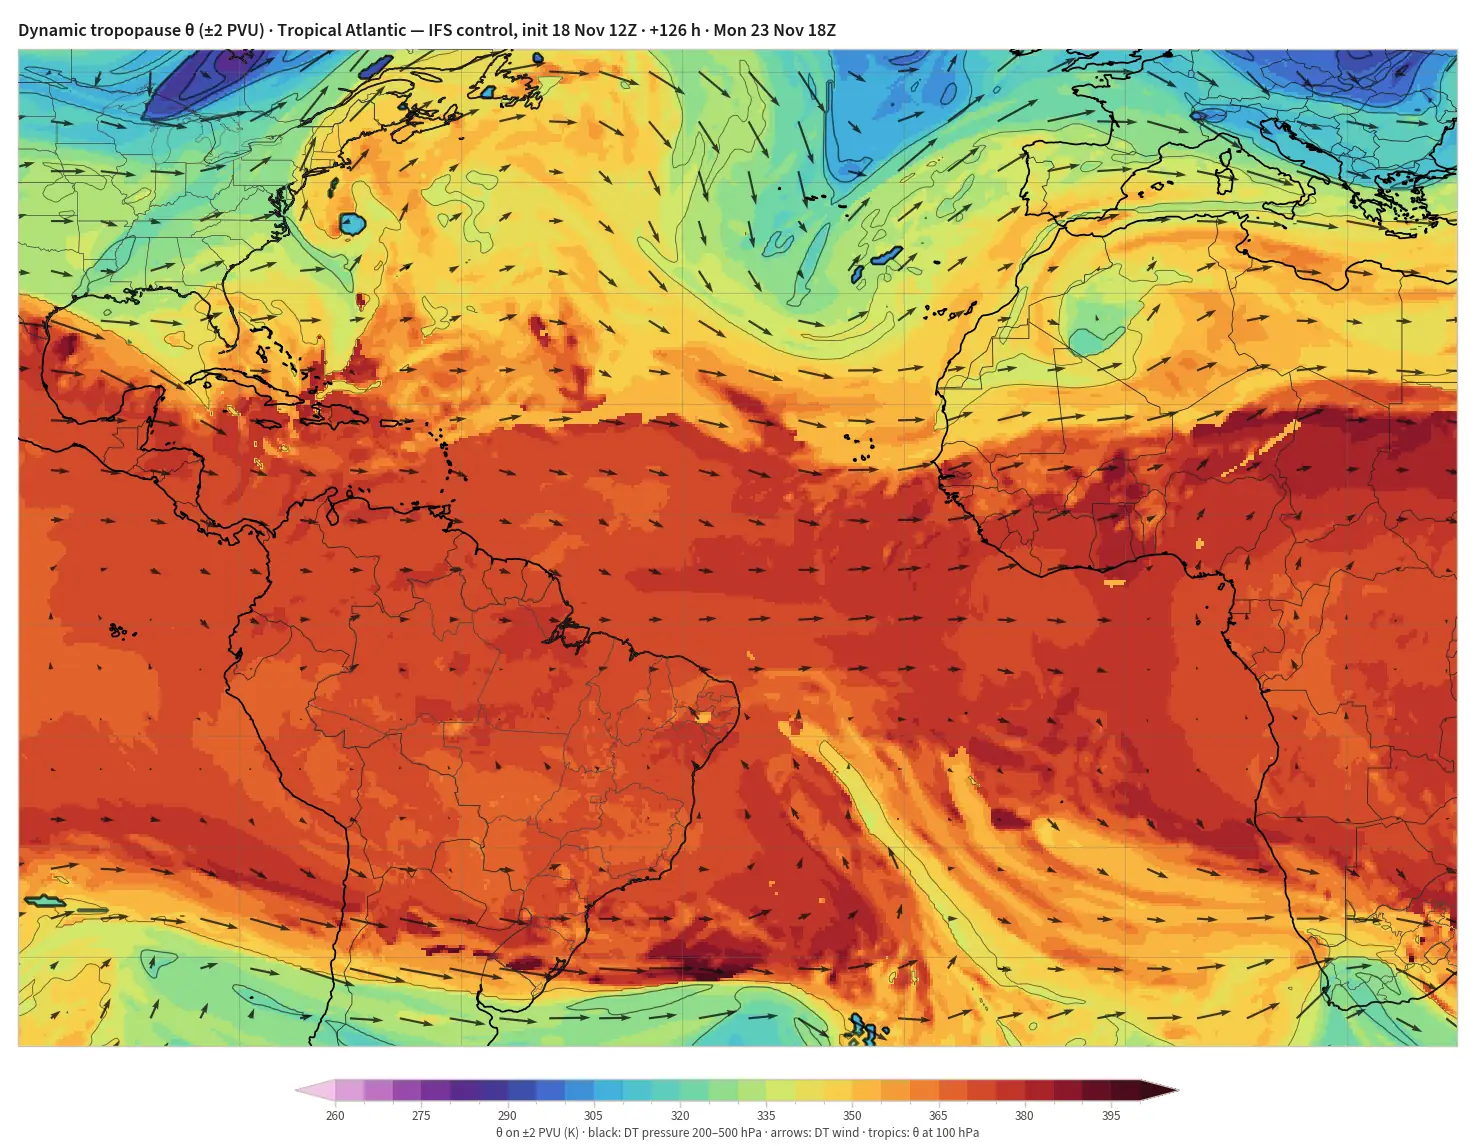 Dynamic tropopause θ (±2 PVU) · Tropical Atlantic — IFS control, init 18 Nov 12Z · +126 h · Mon 23 Nov 18Z
260 275 290 305 320 335 350 365 380 395
θ on ±2 PVU (K) · black: DT pressure 200–500 hPa · arrows: DT wind · tropics: θ at 100 hPa